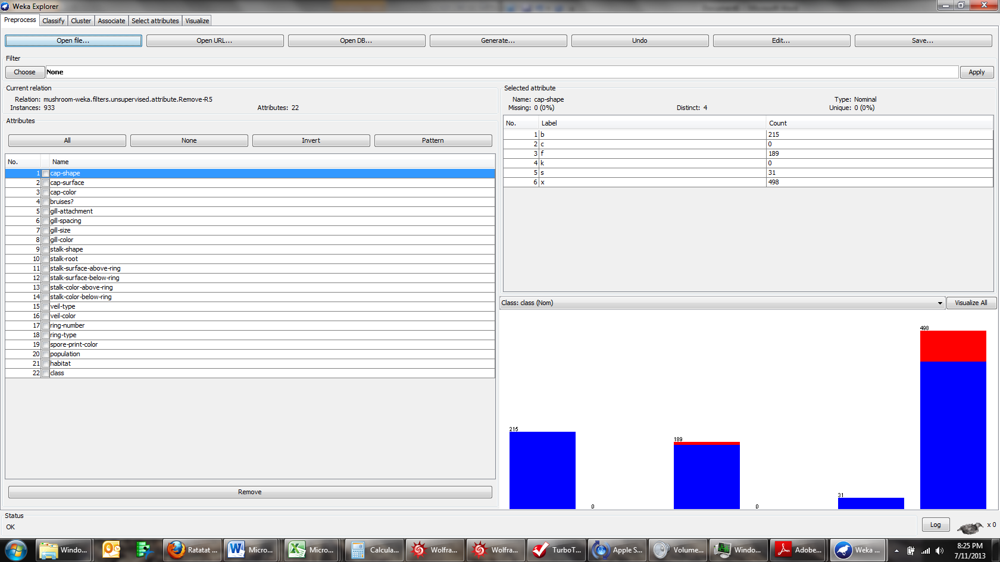 Weka Explorer
Preprocess Classify Cluster Associate Select attributes Visualize
Open file... Open URL... Open DB... Generate... Undo Edit... Save...
Filter
Choose None Apply
Current relation
Relation: mushroom-weka.filters.unsupervised.attribute.Remove-R5
Instances: 933 Attributes: 22
Selected attribute
Name: cap-shape Type: Nominal
Missing: 0 (0%) Distinct: 4 Unique: 0 (0%)
Attributes
All None Invert Pattern
No. Name
1 cap-shape
2 cap-surface
3 cap-color
4 bruises?
5 gill-attachment
6 gill-spacing
7 gill-size
8 gill-color
9 stalk-shape
10 stalk-root
11 stalk-surface-above-ring
12 stalk-surface-below-ring
13 stalk-color-above-ring
14 stalk-color-below-ring
15 veil-type
16 veil-color
17 ring-number
18 ring-type
19 spore-print-color
20 population
21 habitat
22 class
Remove
No. Label Count
1 b 215
2 c 0
3 f 189
4 k 0
5 s 31
6 x 498
Class: class (Nom) Visualize All
215 0 189 0 31 498
Status
OK
Log x 0
Windo... Ratatat ... Micro... Micro... Calcula... Wolfra... Wolfra... TurboT... Apple S... Volume... Windo... Adobe... Weka ...
8:25 PM
7/11/2013